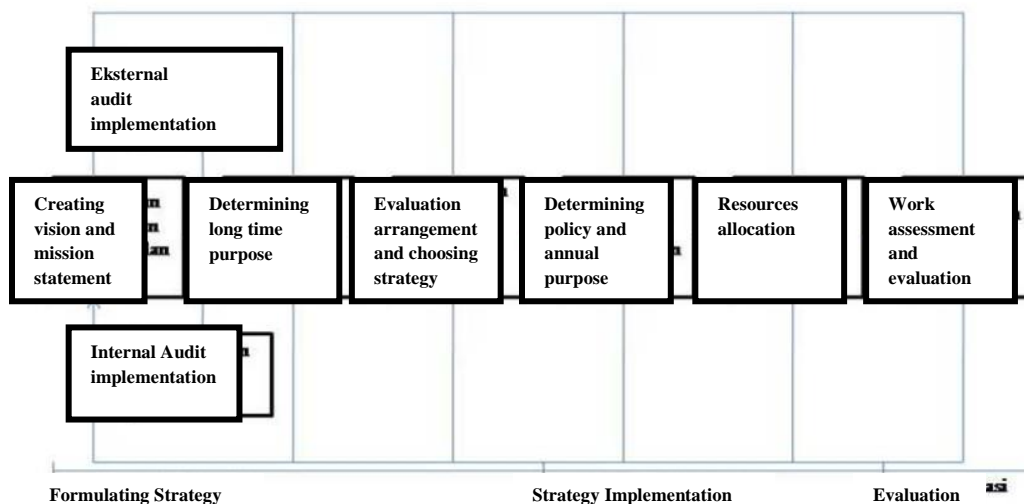 Eksternal
audit
implementation
Creating
vision and
mission
statement
Determining
long time
purpose
Evaluation
arrangement
and choosing
strategy
Determining
policy and
annual
purpose
Resources
allocation
Work
assessment
and
evaluation
Internal Audit
implementation
Formulating Strategy
Strategy Implementation
Evaluation